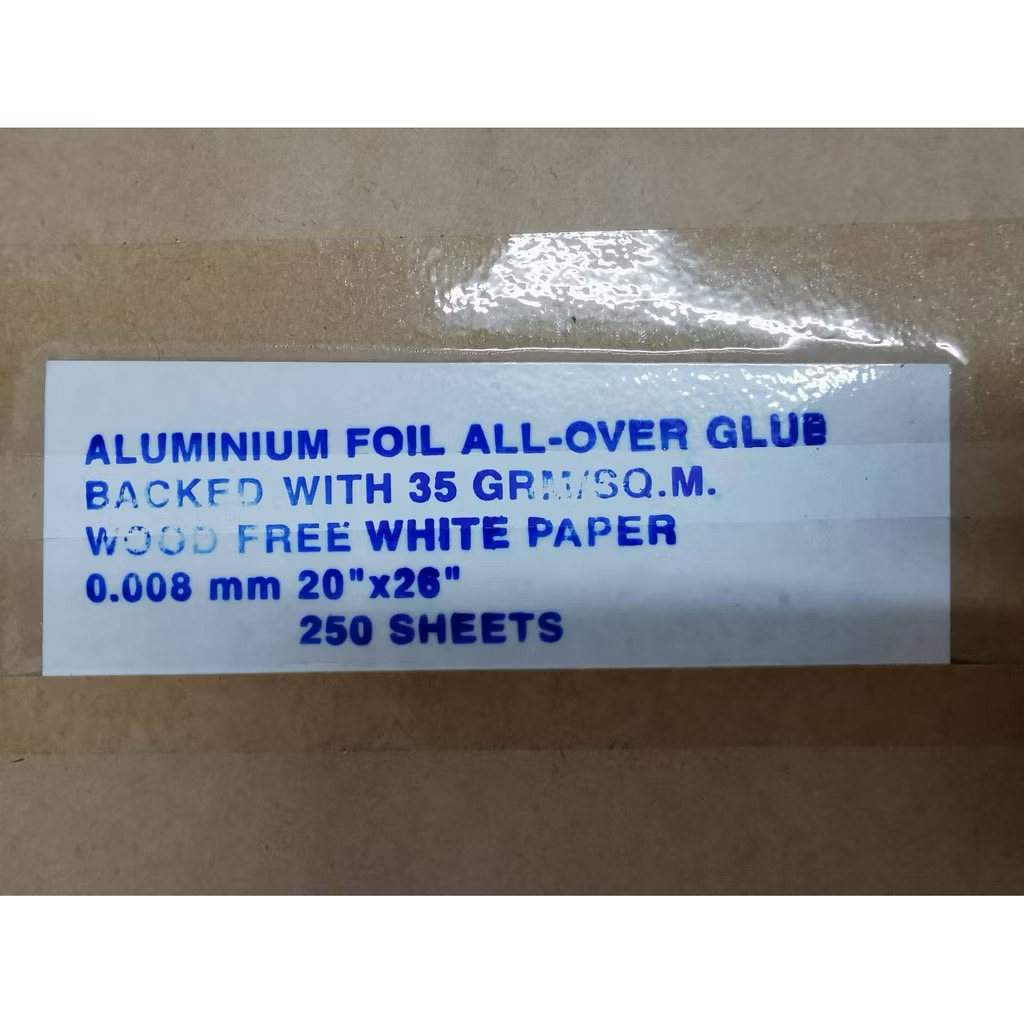 ALUMINIUM FOIL ALL-OVER GLUE
BACKED WITH 35 GRM/SQ.M.
WOOD FREE WHITE PAPER
0.008 mm 20"x26"
250 SHEETS